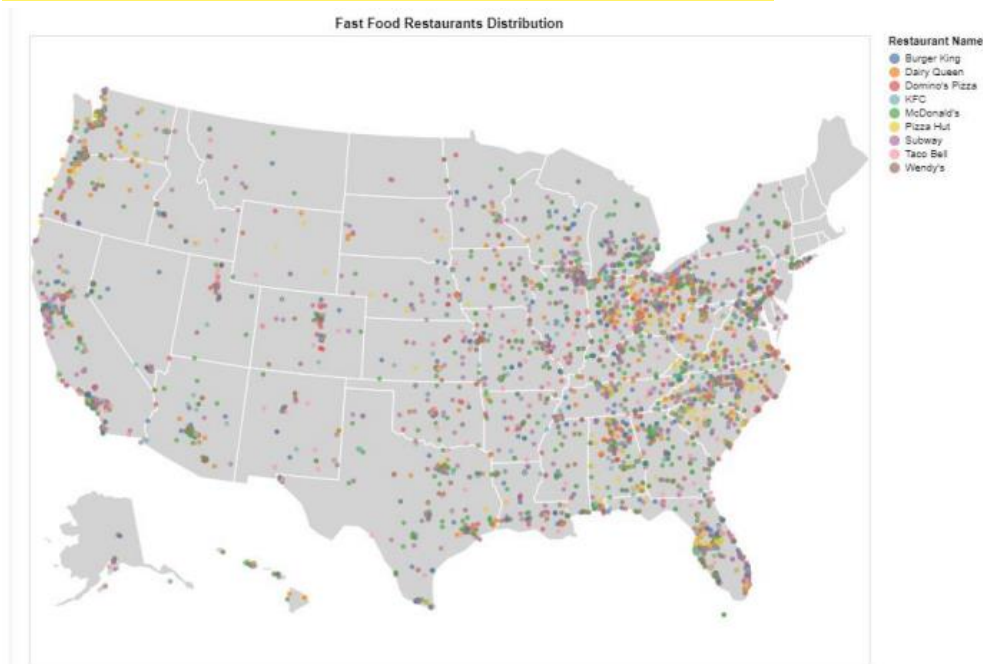 Fast Food Restaurants Distribution
Restaurant Name
Burger King
Dairy Queen
Domino's Pizza
KFC
McDonald's
Pizza Hut
Subway
Taco Bell
Wendy's